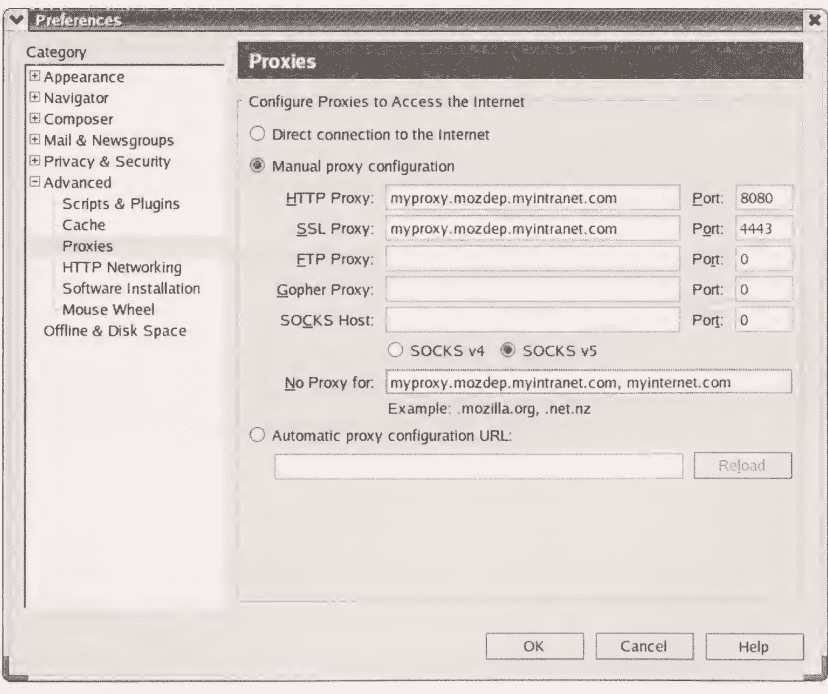 Preferences
Category
Appearance
Navigator
Composer
Mail & Newsgroups
Privacy & Security
Advanced
Scripts & Plugins
Cache
Proxies
HTTP Networking
Software Installation
Mouse Wheel
Offline & Disk Space
Proxies
Configure Proxies to Access the Internet
Direct connection to the Internet
Manual proxy configuration
HTTP Proxy: myproxy.mozdep.myintranet.com Port: 8080
SSL Proxy: myproxy.mozdep.myintranet.com Port: 4443
FTP Proxy: Port: 0
Gopher Proxy: Port: 0
SOCKS Host: Port: 0
SOCKS v4 SOCKS v5
No Proxy for: myproxy.mozdep.myintranet.com, myinternet.com
Example: .mozilla.org, .net.nz
Automatic proxy configuration URL:
Reload
OK Cancel Help